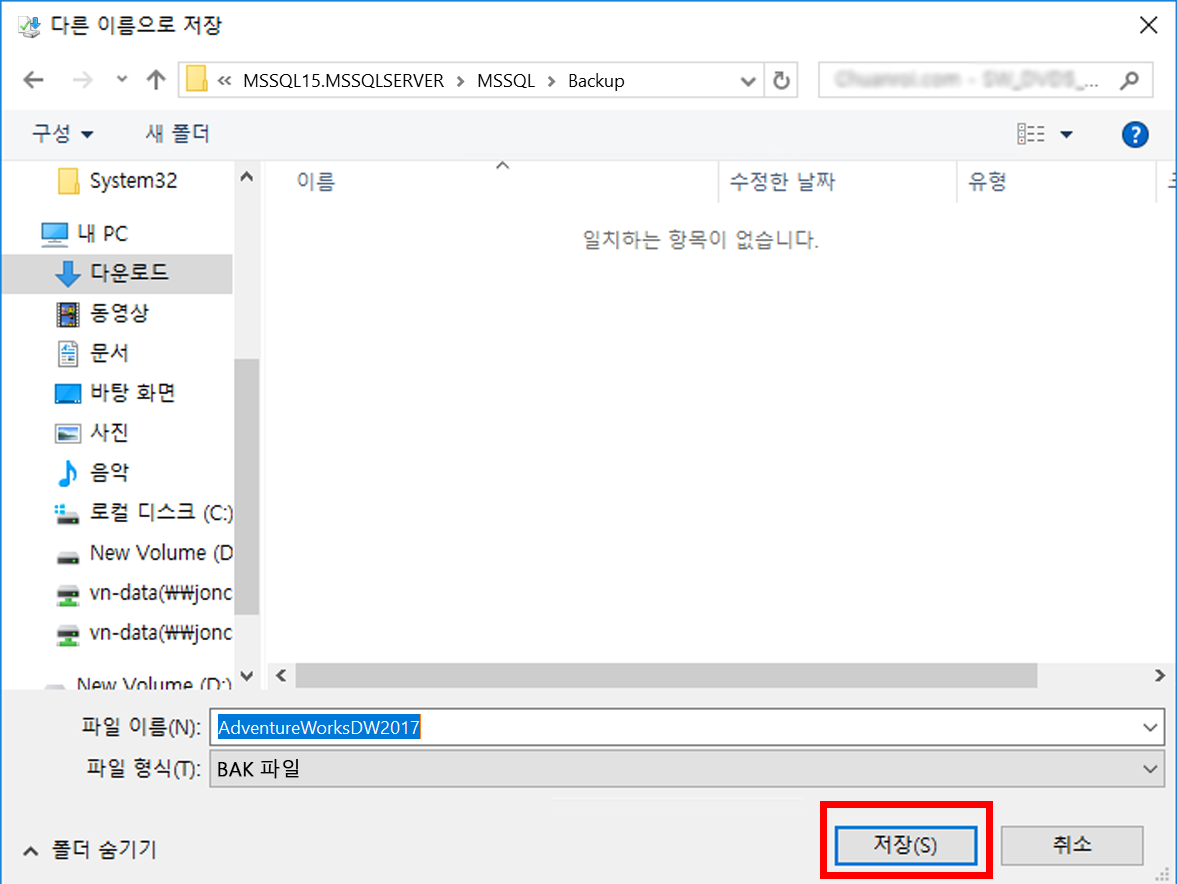 다른 이름으로 저장
« MSSQL15.MSSQLSERVER > MSSQL > Backup
구성 새 폴더
이름 수정한 날짜 유형
일치하는 항목이 없습니다.
System32
내 PC
다운로드
동영상
문서
바탕 화면
사진
음악
로컬 디스크 (C:)
New Volume (D
vn-data(₩₩jonc
vn-data(₩₩jonc
New Volume (D:)
파일 이름(N): AdventureWorksDW2017
파일 형식(T): BAK 파일
폴더 숨기기 저장(S) 취소